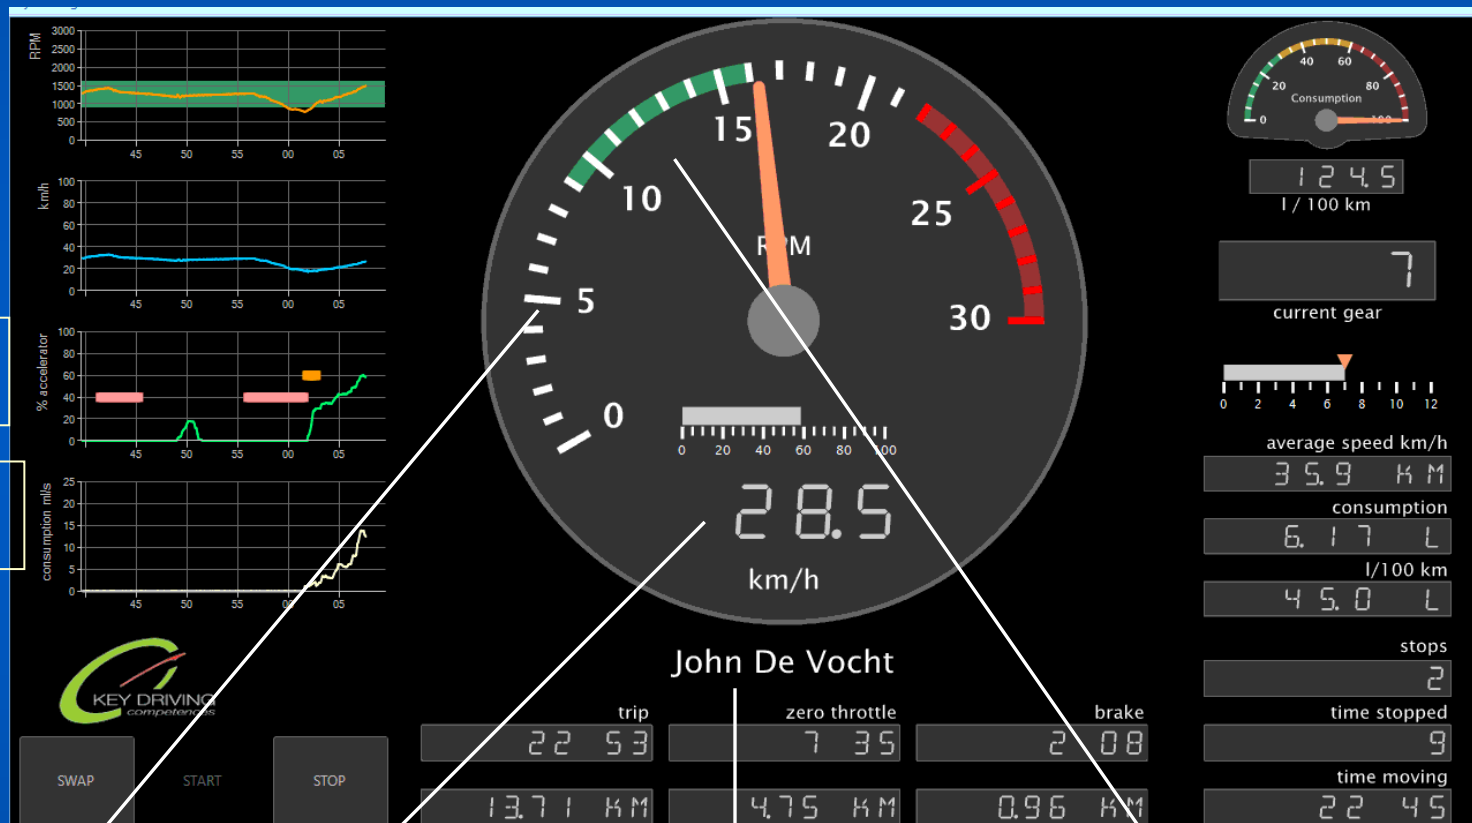 RPM
3000
2500
2000
1500
1000
500
0
45 50 55 00 05
km/h
100
80
60
40
20
0
45 50 55 00 05
% accelerator
100
80
60
40
20
0
45 50 55 00 05
consumption ml/s
25
20
15
10
5
0
45 50 55 00 05
KEY DRIVING
competences
SWAP START STOP
0 5 10 15 20 25 30
RPM
0 20 40 60 80 100
28.5
km/h
John De Vocht
trip
22 53
13.71 KM
zero throttle
7 35
4.75 KM
brake
2 08
0.96 KM
0 20 40 60 80 100
Consumption
124.5
l / 100 km
7
current gear
0 2 4 6 8 10 12
average speed km/h
35.9 KM
consumption
6.17 L
l/100 km
45.0 L
stops
2
time stopped
9
time moving
22 45